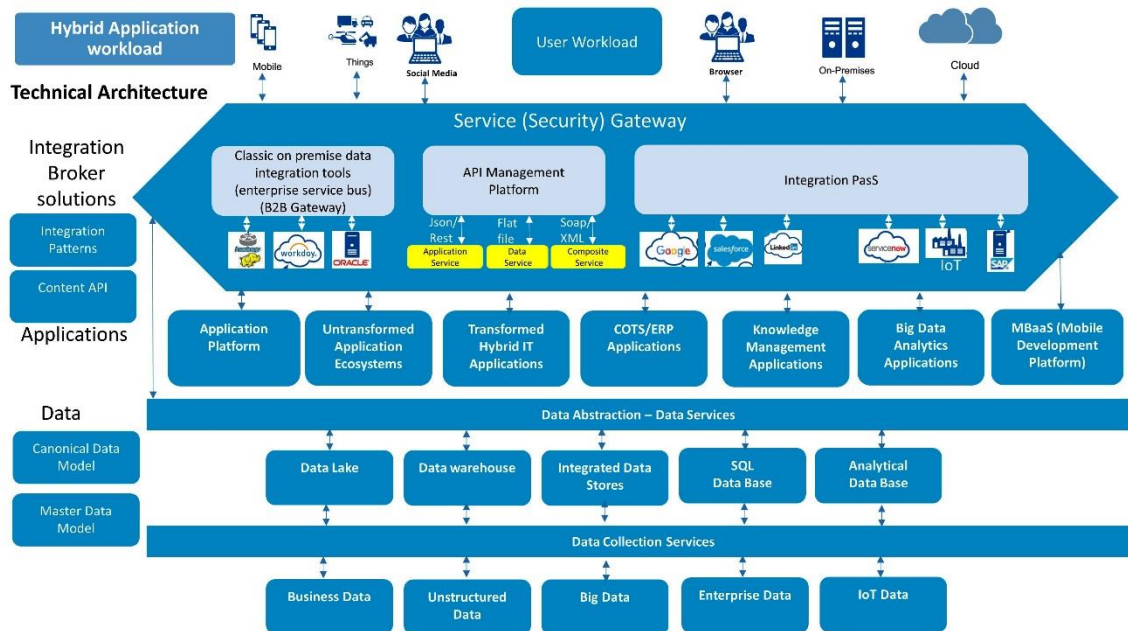 Hybrid Application
workload
Mobile
Things
Social Media
User Workload
Browser
On-Premises
Cloud
Technical Architecture
Service (Security) Gateway
Integration
Broker
solutions
Classic on premise data
integration tools
(enterprise service bus)
(B2B Gateway)
API Management
Platform
Integration PasS
Integration
Patterns
Content API
hadoop
workday.
ORACLE
Json/
Rest
Flat
file
Soap/
XML
Application
Service
Data
Service
Composite
Service
Google
salesforce
Linked in
servicenow
IoT
SAP
Applications
Application
Platform
Untransformed
Application
Ecosystems
Transformed
Hybrid IT
Applications
COTS/ERP
Applications
Knowledge
Management
Applications
Big Data
Analytics
Applications
MBaaS (Mobile
Development
Platform)
Data
Data Abstraction – Data Services
Canonical Data
Model
Master Data
Model
Data Lake
Data warehouse
Integrated Data
Stores
SQL
Data Base
Analytical
Data Base
Data Collection Services
Business Data
Unstructured
Data
Big Data
Enterprise Data
IoT Data